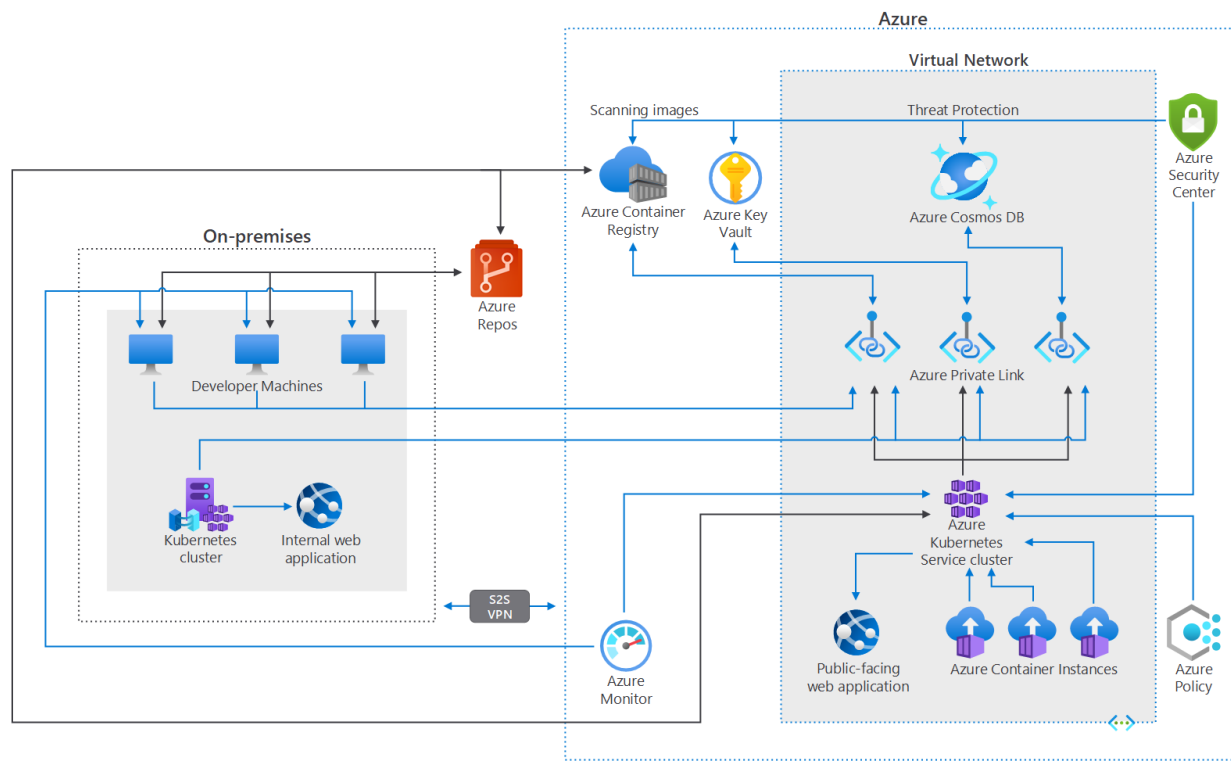 Azure
Virtual Network
Scanning images
Threat Protection
Azure
Security
Center
Azure Container
Registry
Azure Key
Vault
Azure Cosmos DB
On-premises
Azure
Repos
Developer Machines
Azure Private Link
Kubernetes
cluster
Internal web
application
Azure
Kubernetes
Service cluster
S2S
VPN
Azure
Monitor
Public-facing
web application
Azure Container Instances
Azure
Policy